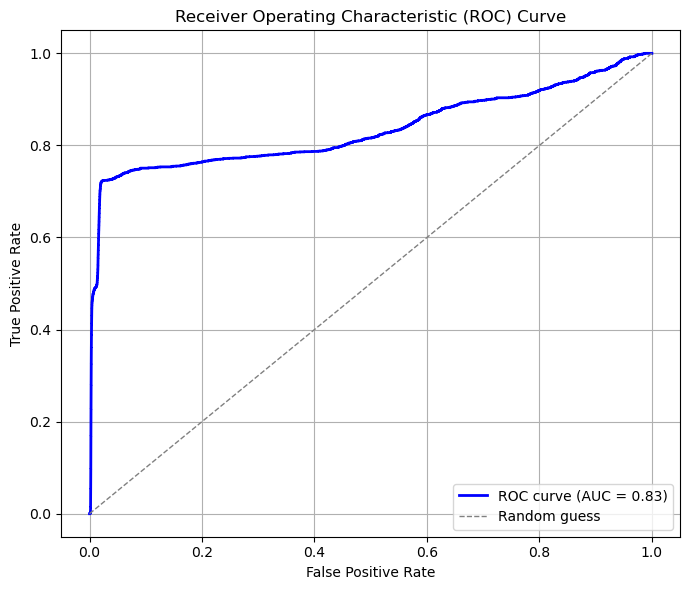 Receiver Operating Characteristic (ROC) Curve
True Positive Rate
1.0
0.8
0.6
0.4
0.2
0.0
0.0 0.2 0.4 0.6 0.8 1.0
False Positive Rate
ROC curve (AUC = 0.83)
Random guess